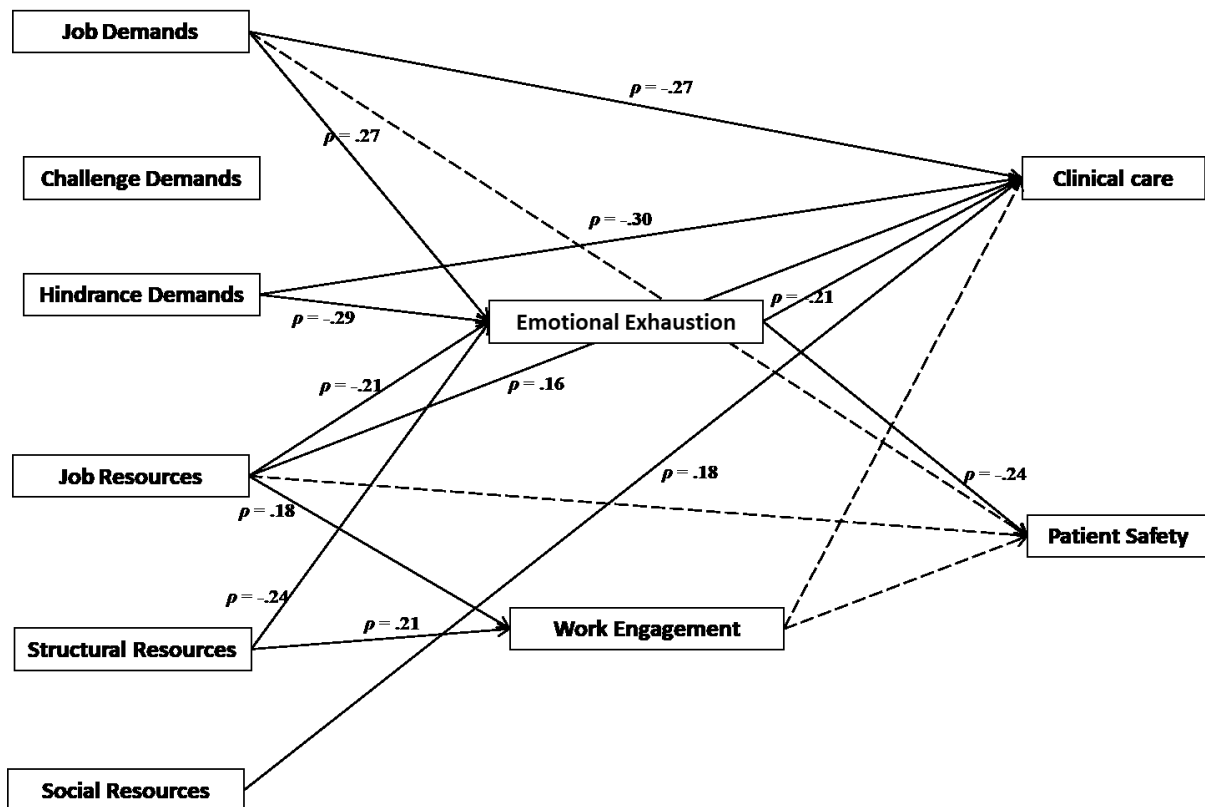 Job Demands
ρ = -.27
ρ = .27
Challenge Demands
Clinical care
ρ = -.30
Hindrance Demands
ρ = -.29
Emotional Exhaustion
ρ = -.21
ρ = -.21
ρ = .16
Job Resources
ρ = .18
ρ = .18
ρ = -.24
Patient Safety
ρ = -.24
ρ = .21
Work Engagement
Structural Resources
Social Resources